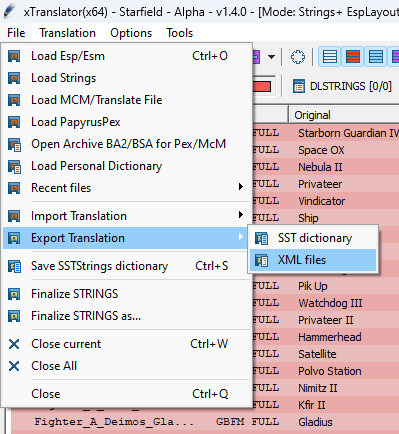 xTranslator(x64) - Starfield - Alpha - v1.4.0 - [Mode: Strings+ EspLayout
File Translation Options Tools
Load Esp/Esm Ctrl+O
Load Strings
Load MCM/Translate File
Load PapyrusPex
Open Archive BA2/BSA for Pex/McM
Load Personal Dictionary
Recent files
Import Translation
Export Translation
Save SSTStrings dictionary Ctrl+S
Finalize STRINGS
Finalize STRINGS as...
Close current Ctrl+W
Close All
Close Ctrl+Q
SST dictionary
XML files
DLSTRINGS [0/0]
Original
FULL Starborn Guardian IV
FULL Space OX
FULL Nebula II
FULL Privateer
FULL Vindicator
FULL Ship
FULL Pik Up
FULL Watchdog III
FULL Privateer II
FULL Hammerhead
FULL Satellite
FULL Polvo Station
FULL Nimitz II
FULL Kfir II
Fighter_A_Deimos_Gla... GBFM FULL Gladius